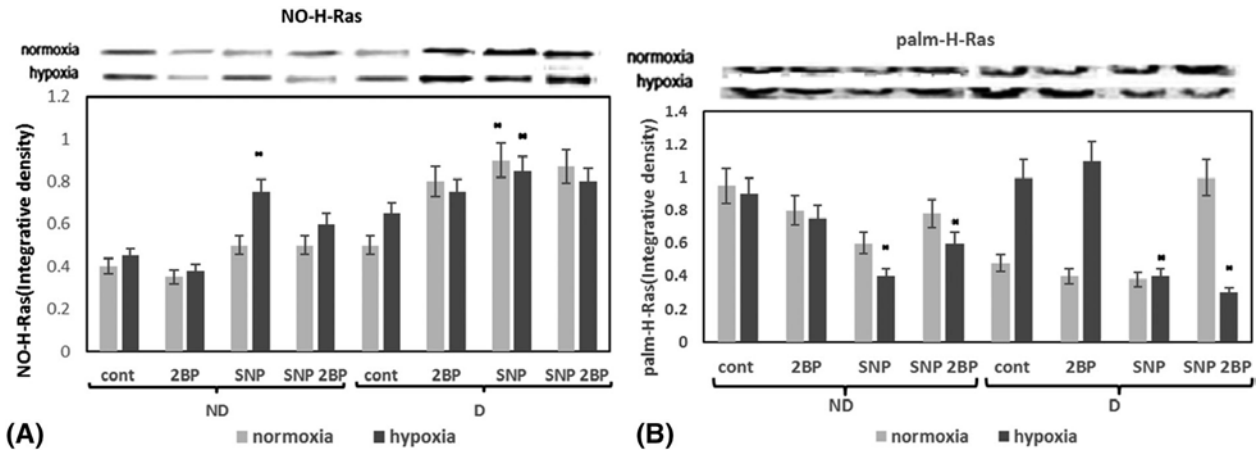 NO-H-Ras
normoxia
hypoxia
NO-H-Ras(Integrative density)
1.2
1
0.8
0.6
0.4
0.2
0
cont 2BP SNP SNP 2BP cont 2BP SNP SNP 2BP
ND D
(A)
normoxia hypoxia
palm-H-Ras
normoxia
hypoxia
palm-H-Ras(Integrative density)
1.4
1.2
1
0.8
0.6
0.4
0.2
0
cont 2BP SNP SNP 2BP cont 2BP SNP SNP 2BP
ND D
(B)
normoxia hypoxia